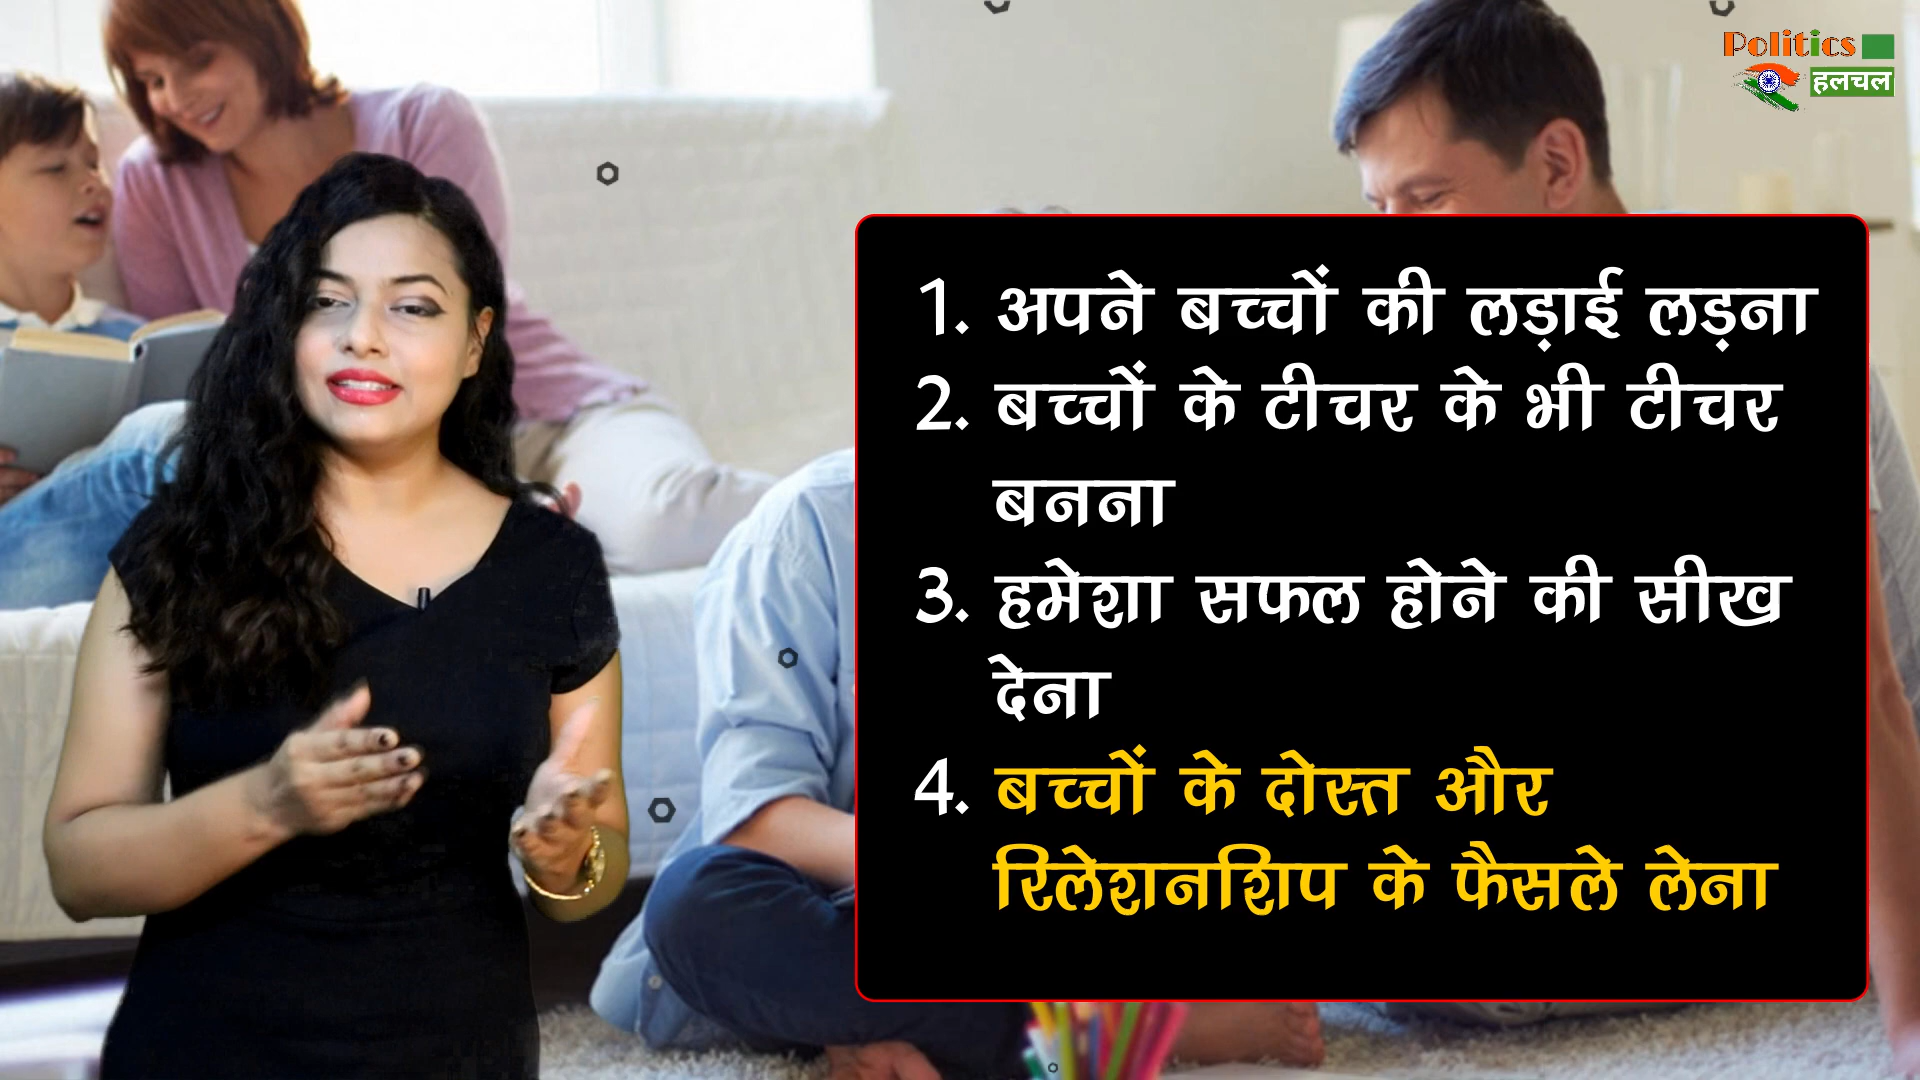 Politics
हलचल
1. अपने बच्चों की लड़ाई लड़ना
2. बच्चों के टीचर के भी टीचर
बनना
3. हमेशा सफल होने की सीख
देना
4. बच्चों के दोस्त और
रिलेशनशिप के फैसले लेना